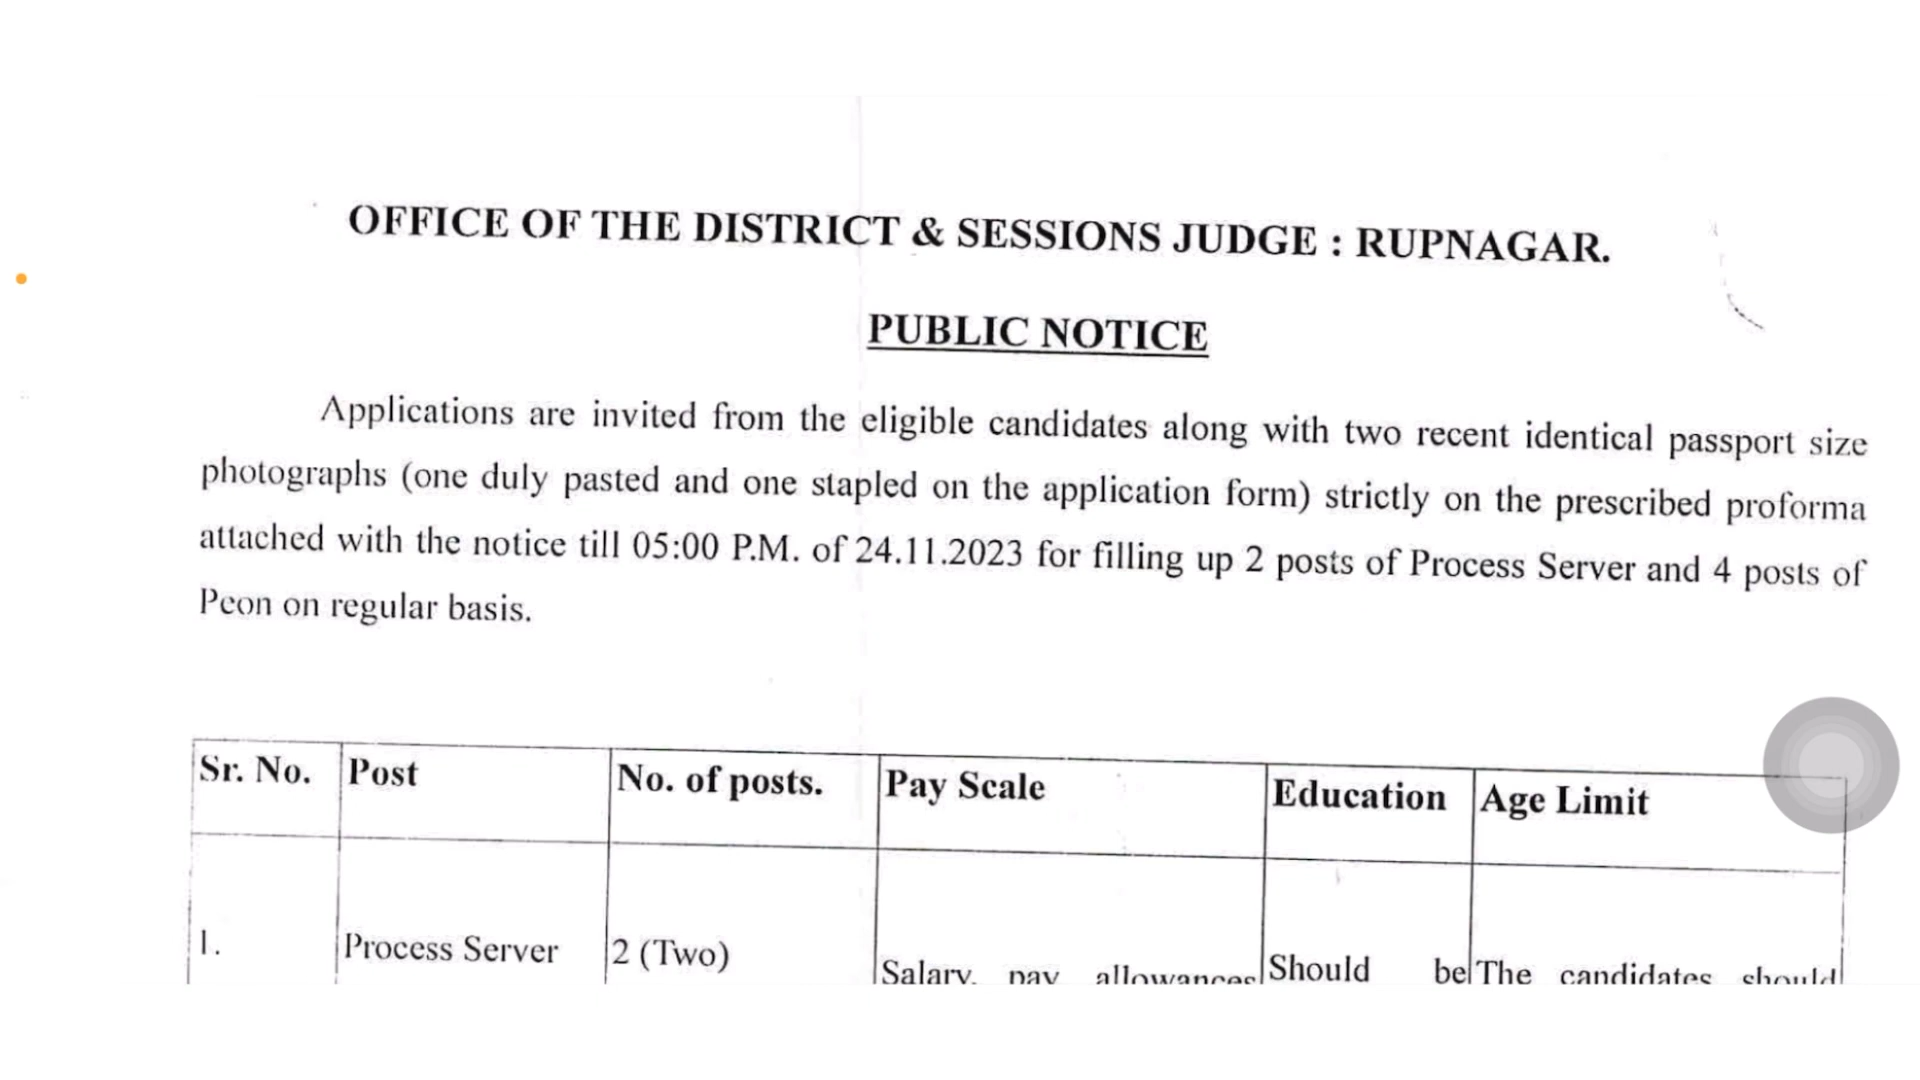 OFFICE OF THE DISTRICT & SESSIONS JUDGE : RUPNAGAR.
PUBLIC NOTICE
Applications are invited from the eligible candidates along with two recent identical passport size
photographs (one duly pasted and one stapled on the application form) strictly on the prescribed proforma
attached with the notice till 05:00 P.M. of 24.11.2023 for filling up 2 posts of Process Server and 4 posts of
Peon on regular basis.
Sr. No. Post No. of posts. Pay Scale Education Age Limit
1. Process Server 2 (Two) Salary, pay allowances Should be The candidates should